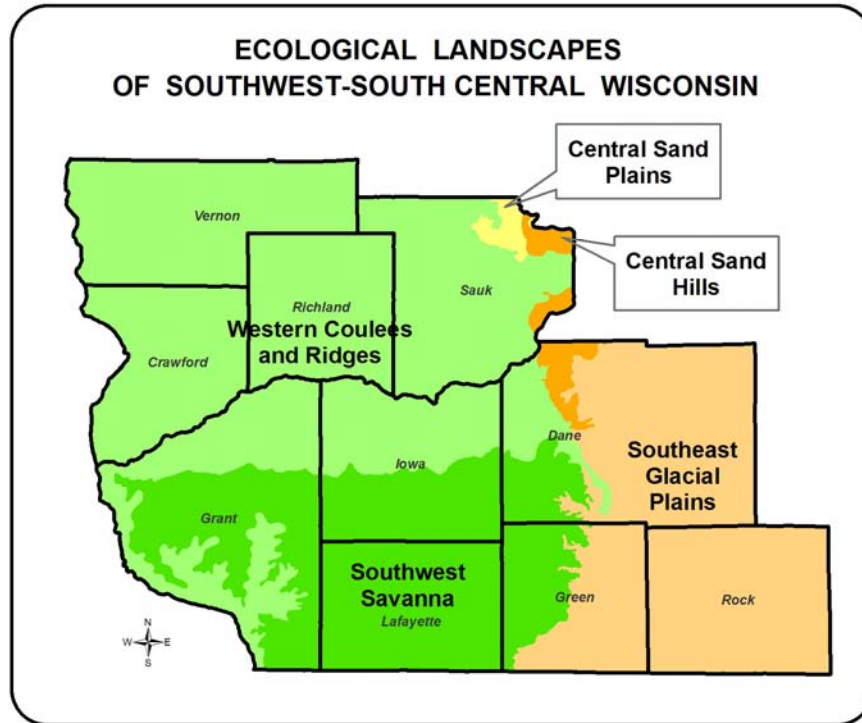 ECOLOGICAL LANDSCAPES
OF SOUTHWEST-SOUTH CENTRAL WISCONSIN
Central Sand
Plains
Vernon
Central Sand
Hills
Sauk
Richland
Western Coulees
and Ridges
Crawford
Dane
Southeast
Glacial
Plains
Iowa
Grant
Southwest
Savanna
Lafayette
Green
Rock
N
W E
S